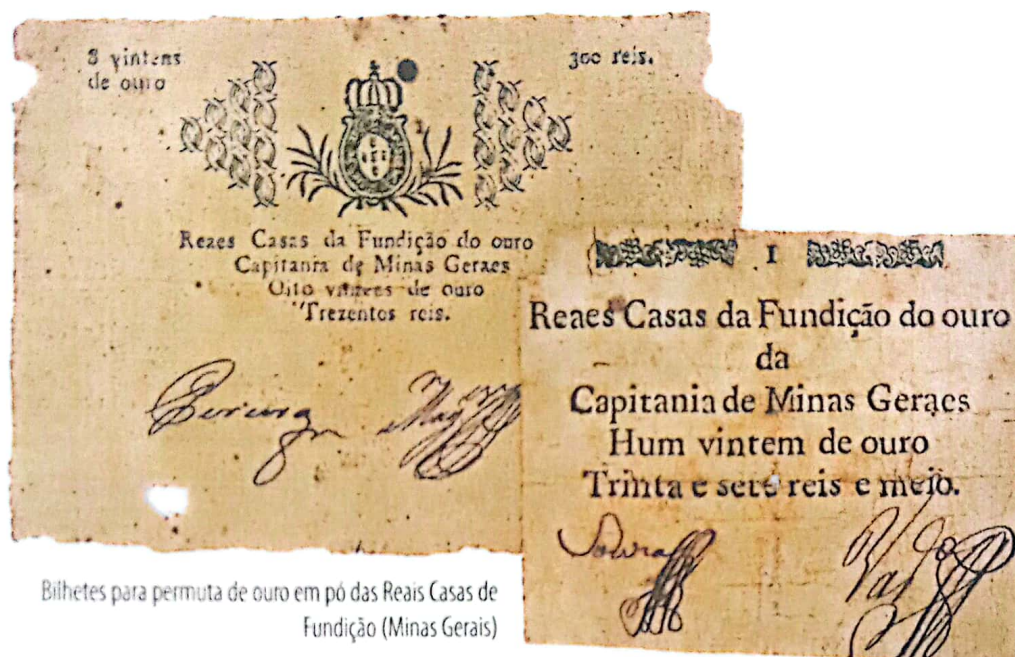 8 vintens
de ouro
300 reis.
Reaes Casas da Fundição do ouro
Capitania de Minas Geraes
Oito vintens de ouro
Trezentos reis.
I
Reaes Casas da Fundição do ouro
da
Capitania de Minas Geraes
Hum vintem de ouro
Trinta e sete reis e meio.
Bilhetes para permuta de ouro em pó das Reais Casas de
Fundição (Minas Gerais)